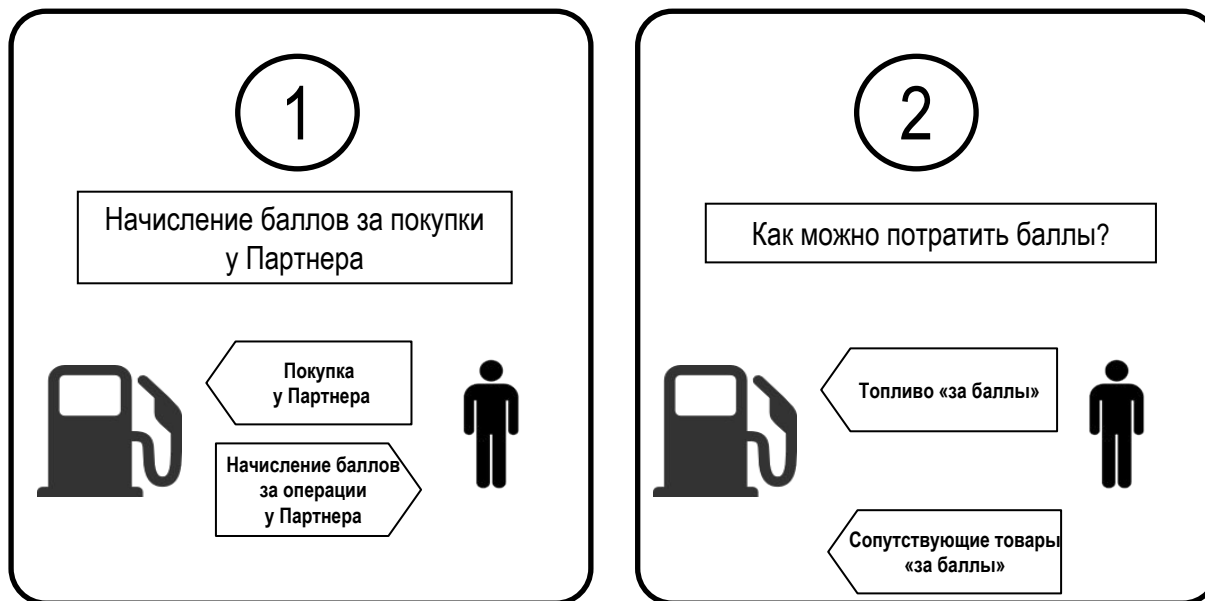 1
Начисление баллов за покупки
у Партнера
Покупка
у Партнера
Начисление баллов
за операции
у Партнера
2
Как можно потратить баллы?
Топливо «за баллы»
Сопутствующие товары
«за баллы»